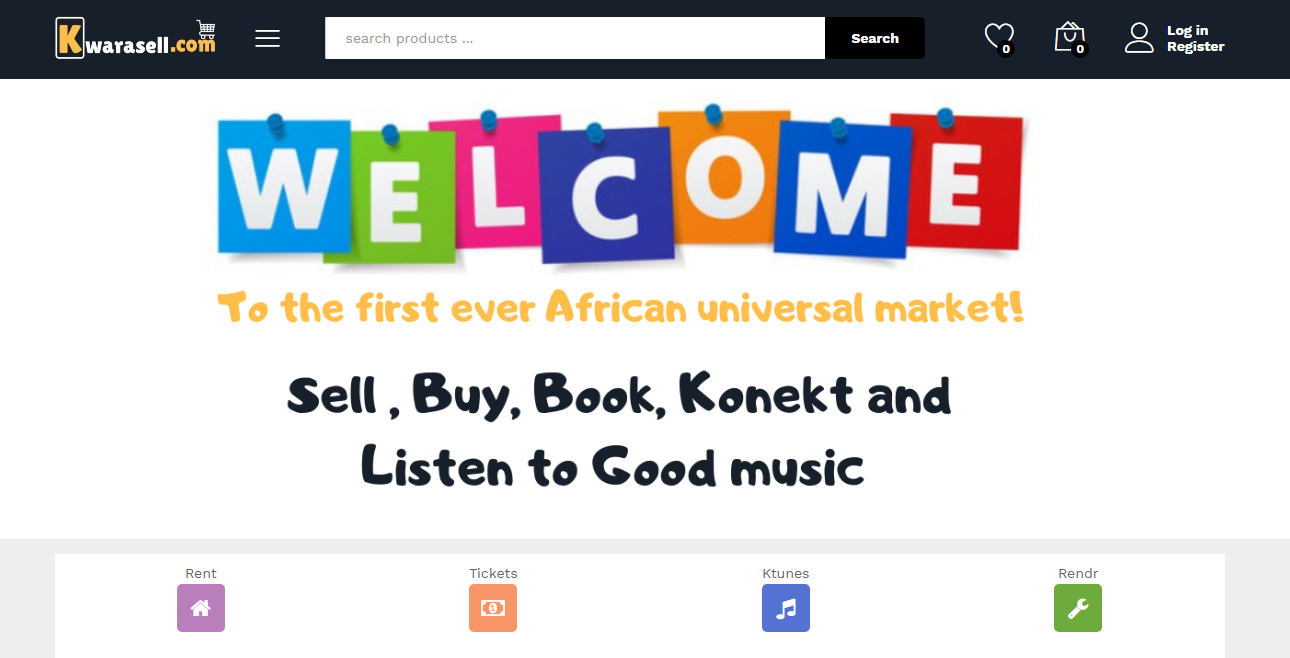 Kwarasell.com
search products ...
Search
0
0
Log in
Register
WELCOME
To the first ever African universal market!
Sell , Buy, Book, Konekt and
Listen to Good music
Rent
Tickets
Ktunes
Rendr